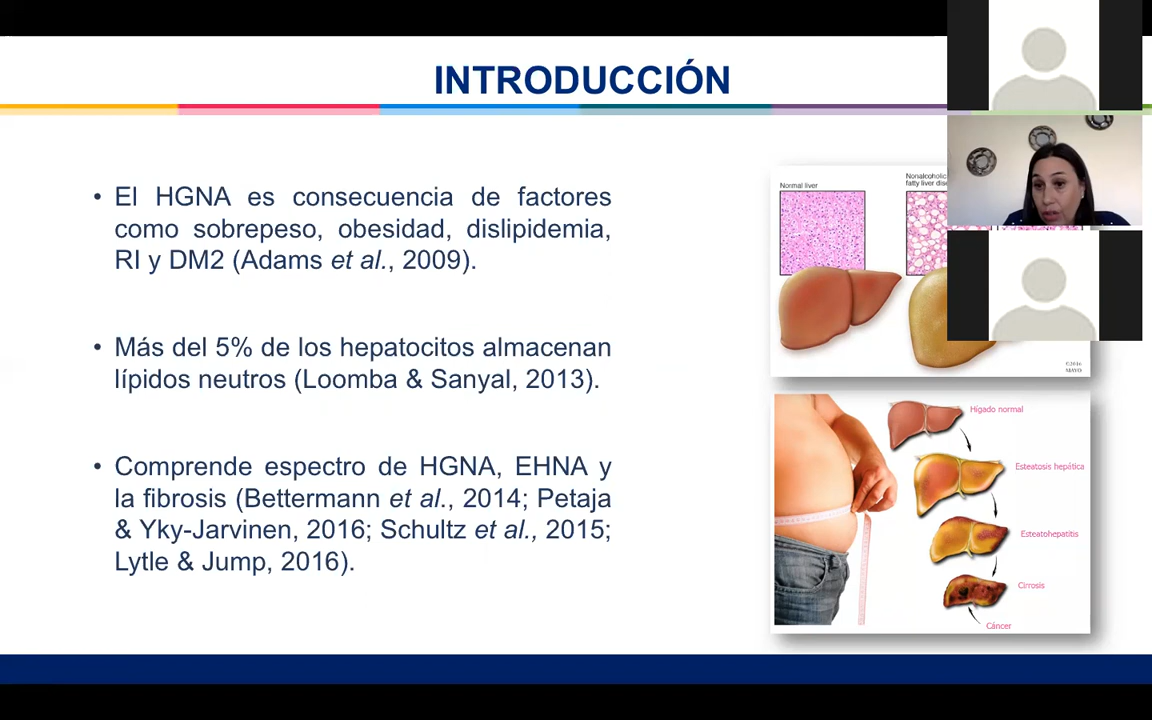 INTRODUCCIÓN
• El HGNA es consecuencia de factores
como sobrepeso, obesidad, dislipidemia,
RI y DM2 (Adams et al., 2009).
• Más del 5% de los hepatocitos almacenan
lípidos neutros (Loomba & Sanyal, 2013).
• Comprende espectro de HGNA, EHNA y
la fibrosis (Bettermann et al., 2014; Petaja
& Yky-Jarvinen, 2016; Schultz et al., 2015;
Lytle & Jump, 2016).
Normal liver
Nonalcoholic
fatty liver
MAYO
Hígado normal
Esteatosis hepática
Esteatohepatitis
Cirrosis
Cáncer